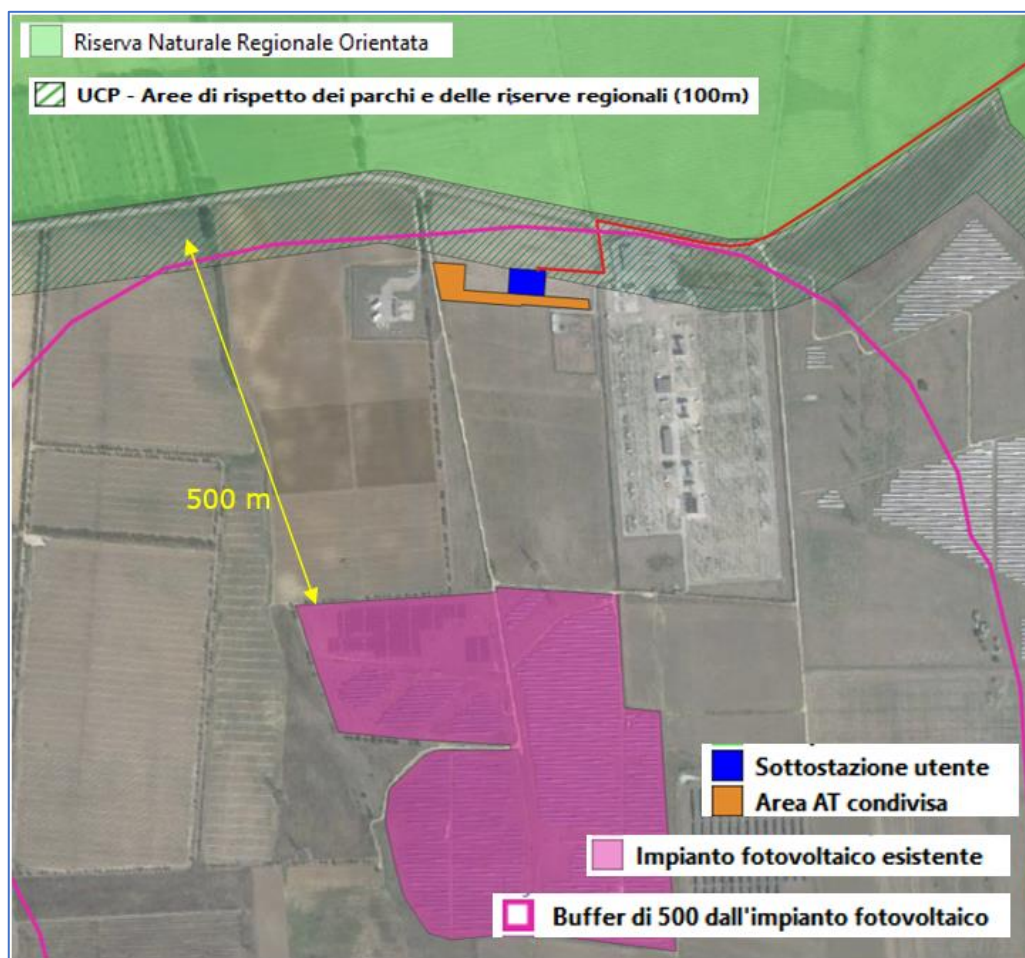 Riserva Naturale Regionale Orientata
UCP - Aree di rispetto dei parchi e delle riserve regionali (100m)
500 m
Sottostazione utente
Area AT condivisa
Impianto fotovoltaico esistente
Buffer di 500 dall'impianto fotovoltaico